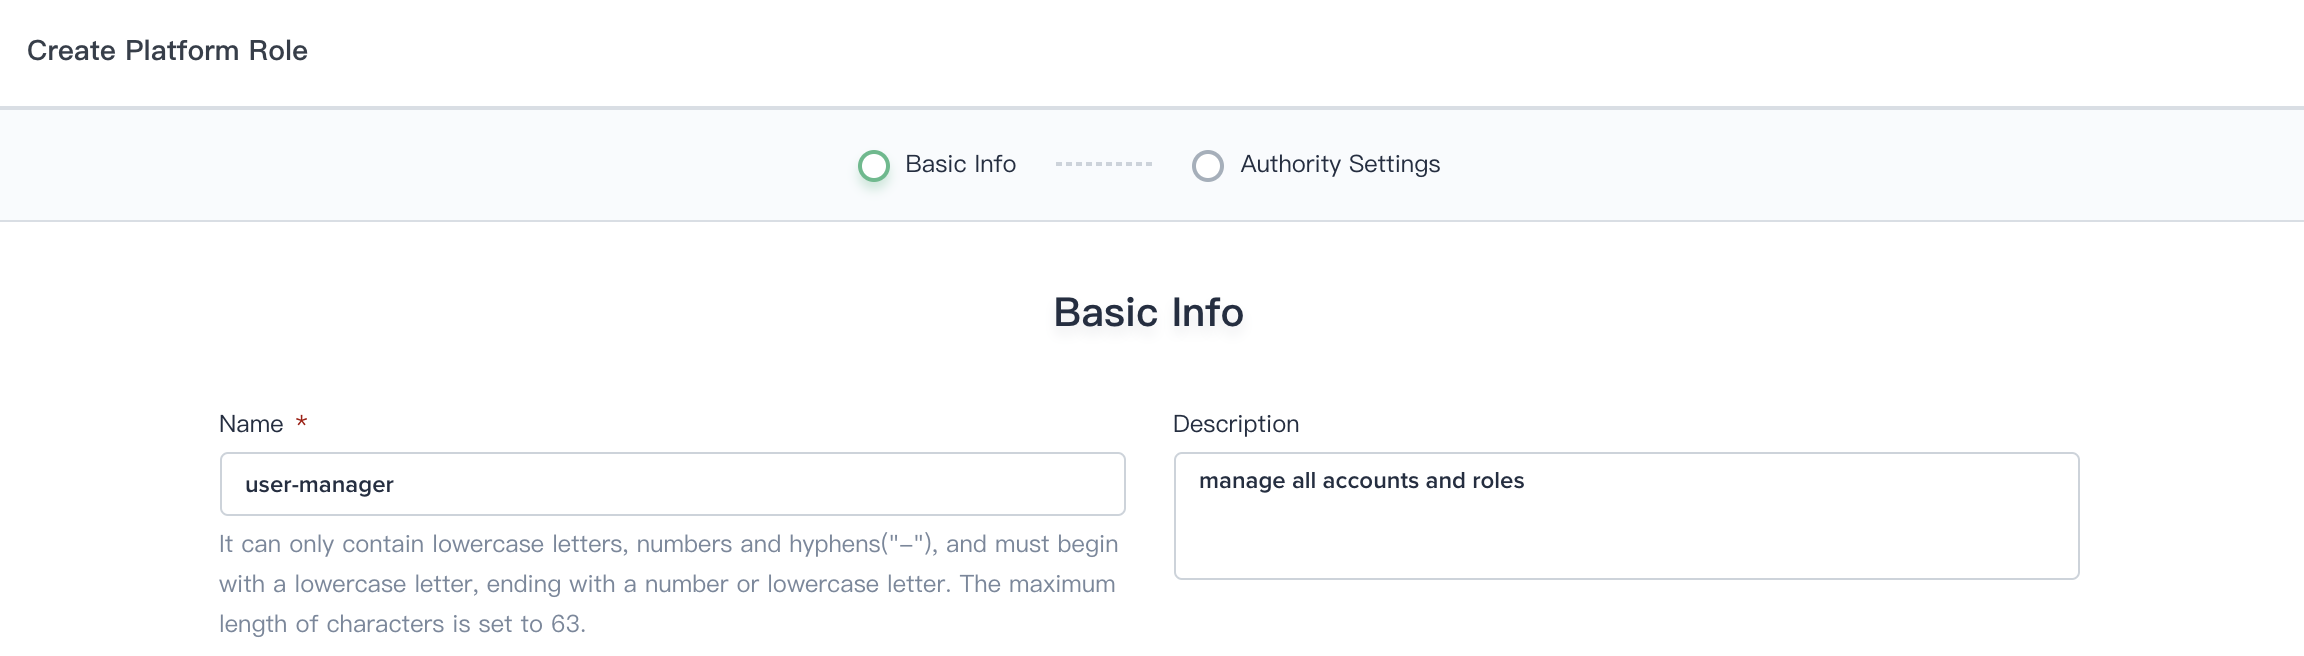 Create Platform Role
Basic Info
Authority Settings
Basic Info
Name *
user-manager
It can only contain lowercase letters, numbers and hyphens("-"), and must begin
with a lowercase letter, ending with a number or lowercase letter. The maximum
length of characters is set to 63.
Description
manage all accounts and roles